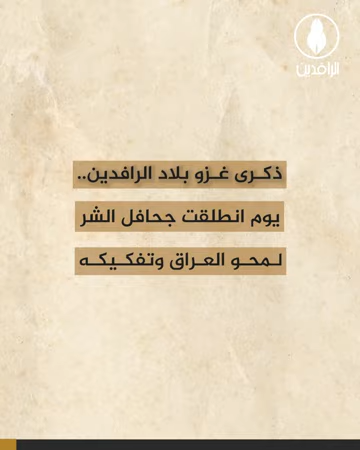 الرافدين
ذكرى غزو بلاد الرافدين..
يوم انطلقت جحافل الشر
لمحو العراق وتفكيكه